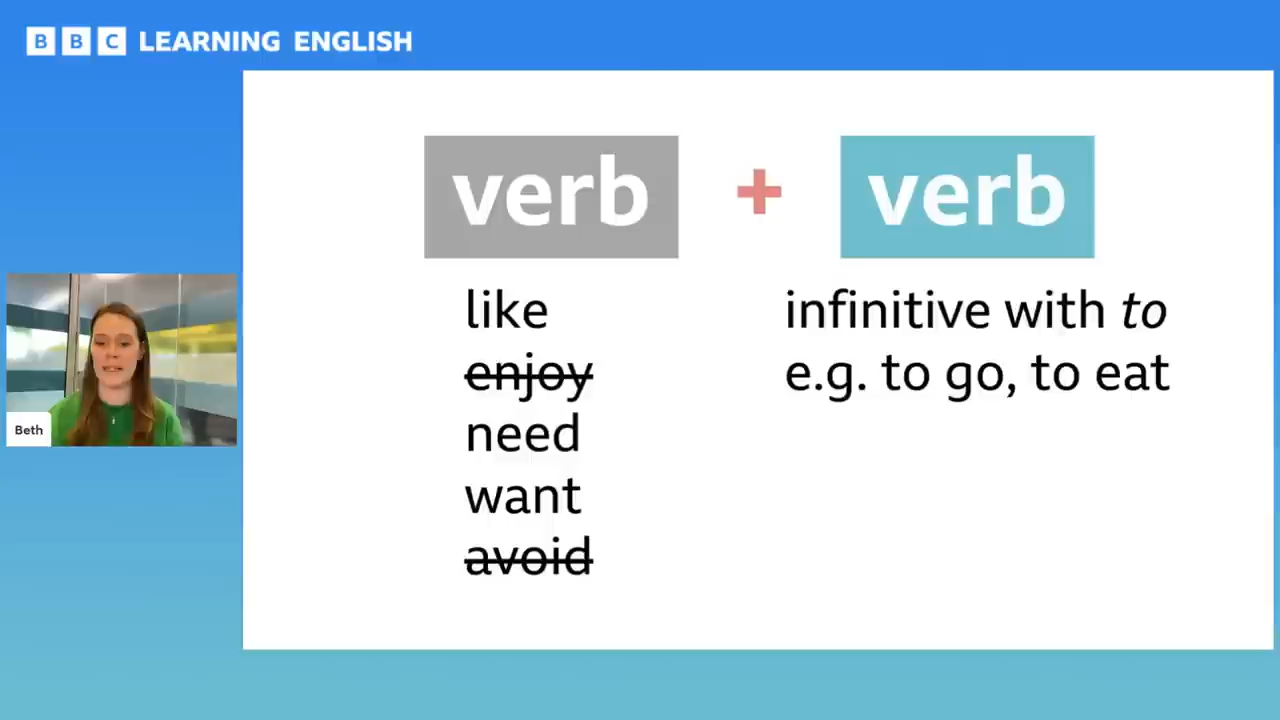 BBC LEARNING ENGLISH
verb + verb
like
enjoy
need
want
avoid
infinitive with to
e.g. to go, to eat
Beth